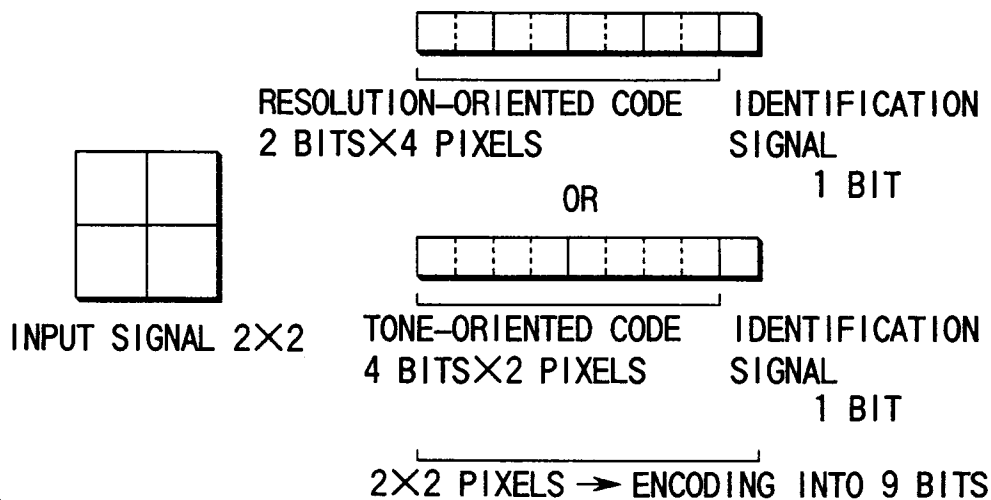 RESOLUTION–ORIENTED CODE
2 BITS×4 PIXELS
IDENTIFICATION
SIGNAL
1 BIT
OR
INPUT SIGNAL 2×2
TONE–ORIENTED CODE
4 BITS×2 PIXELS
IDENTIFICATION
SIGNAL
1 BIT
2×2 PIXELS → ENCODING INTO 9 BITS